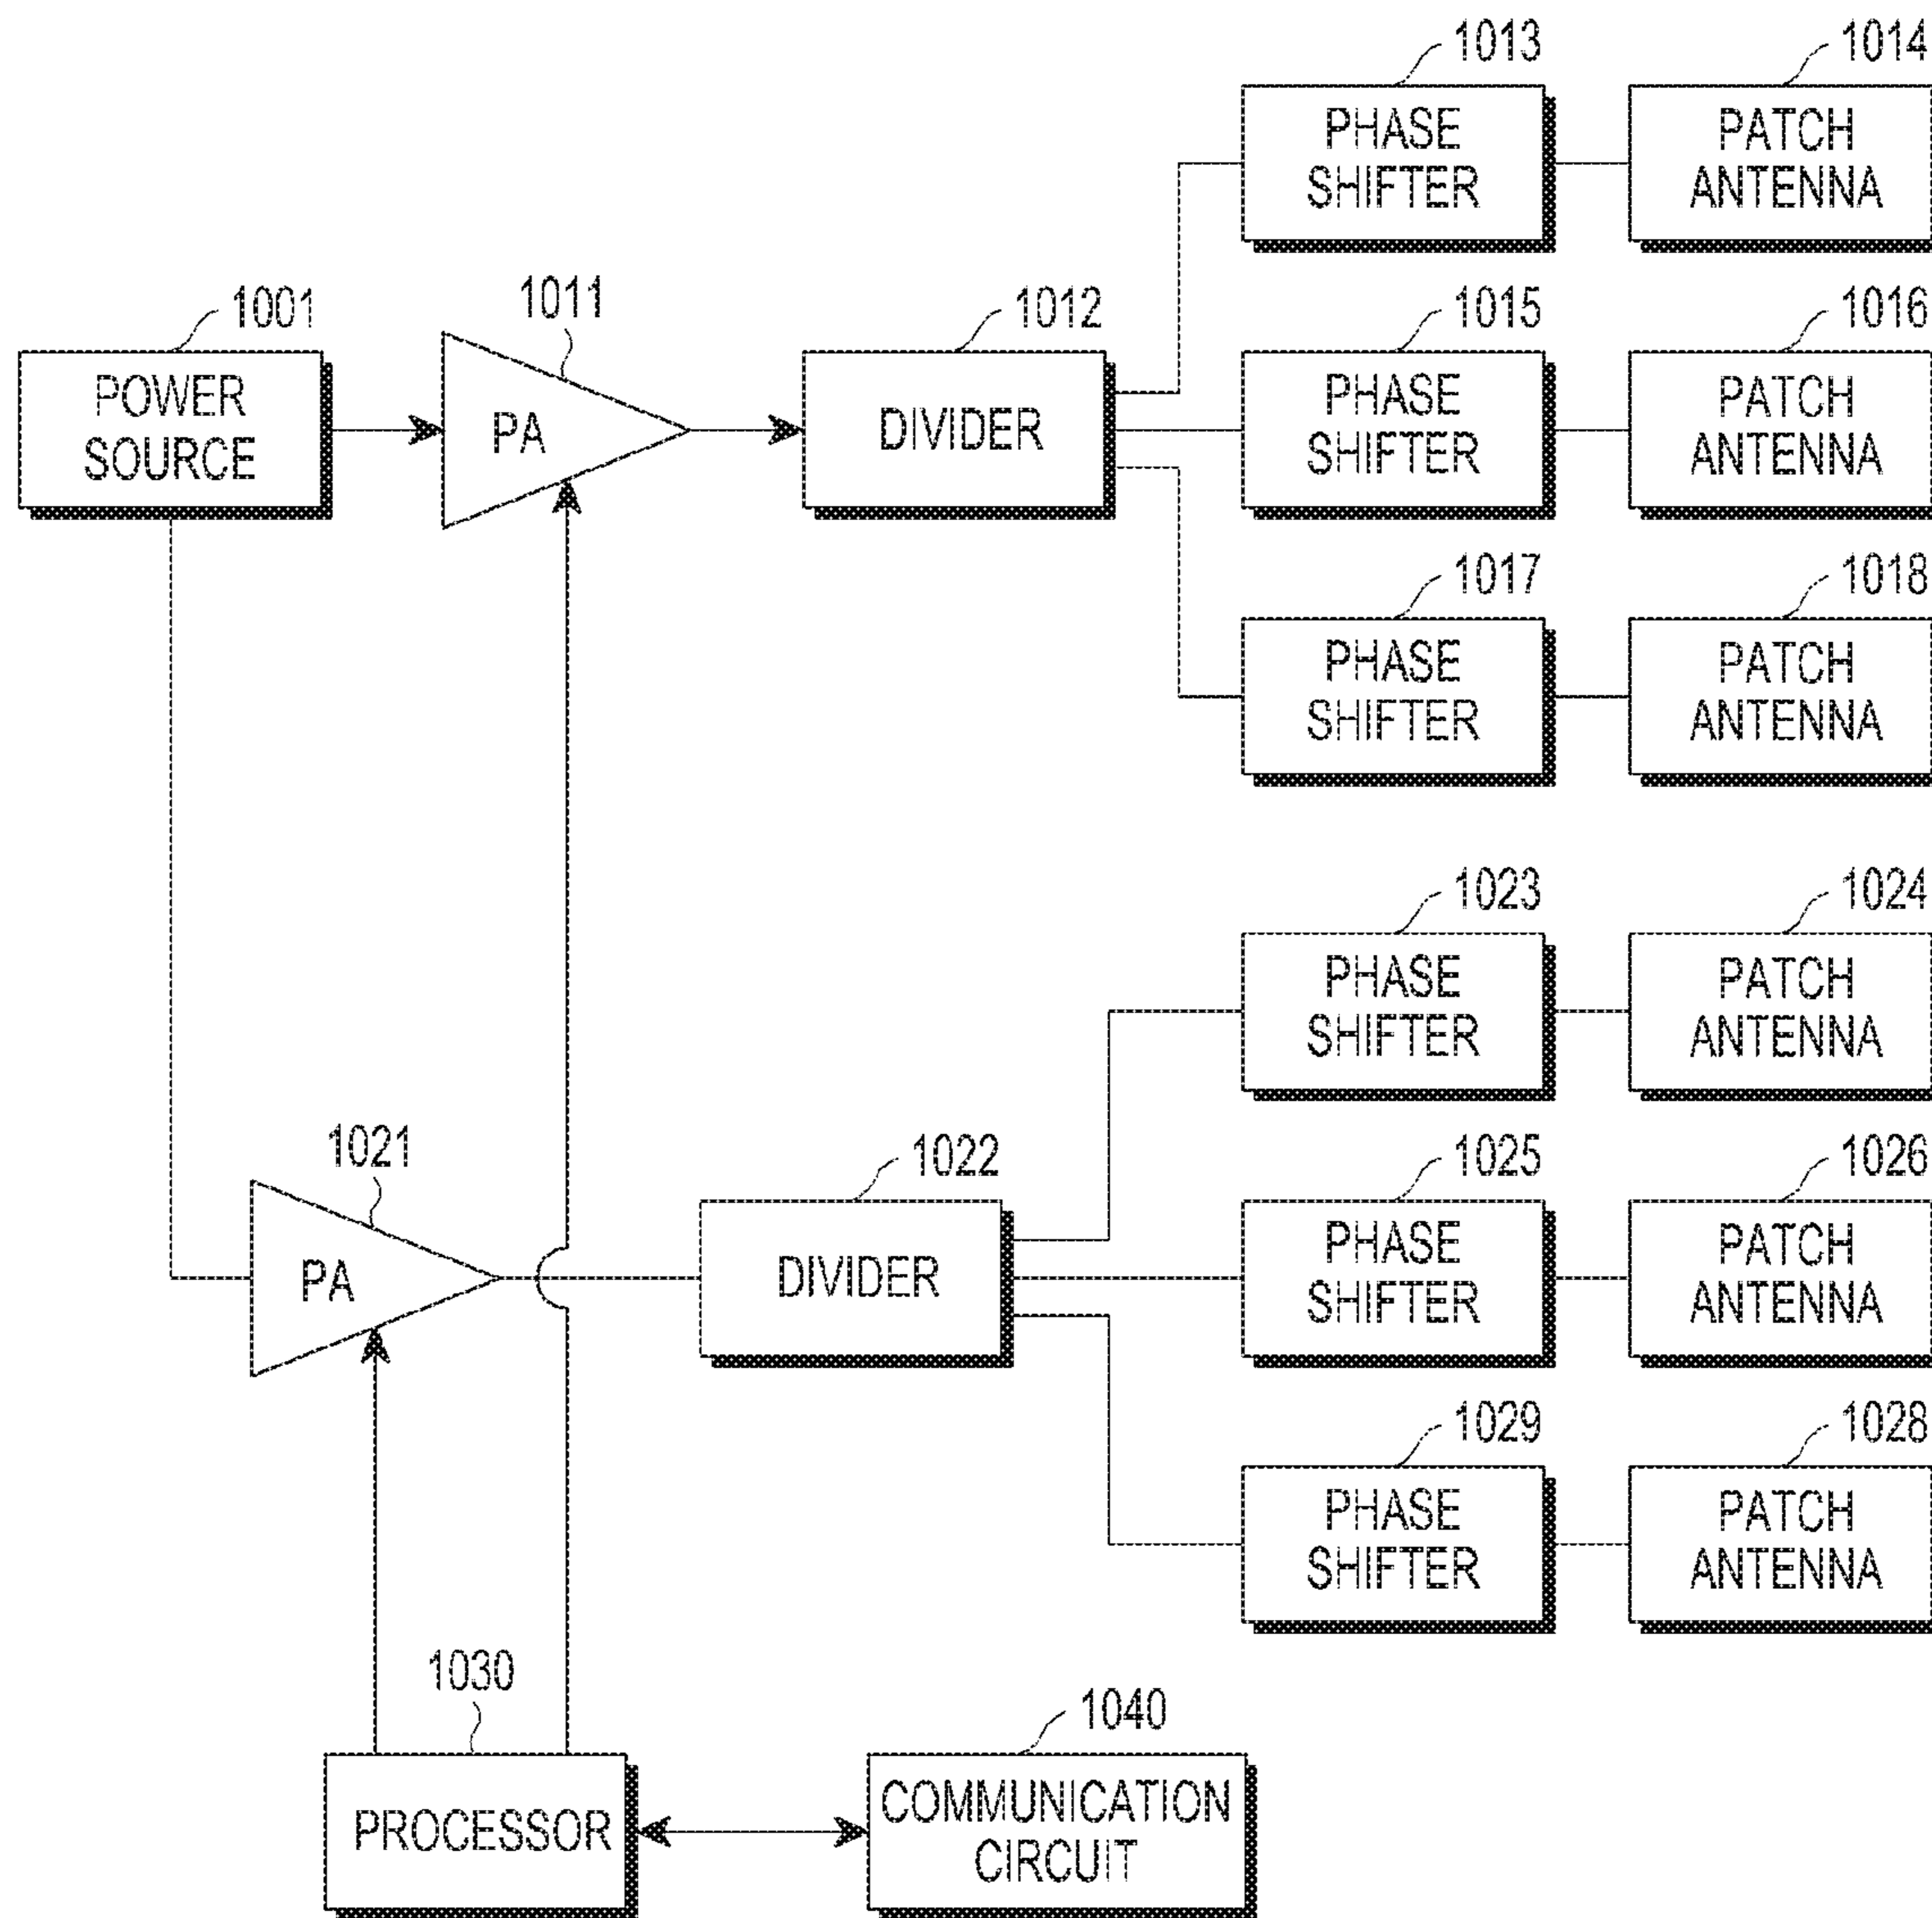 1013
1014
PHASE
SHIFTER
PATCH
ANTENNA
1001
1011
1012
1015
1016
POWER
SOURCE
PA
DIVIDER
PHASE
SHIFTER
PATCH
ANTENNA
1017
1018
PHASE
SHIFTER
PATCH
ANTENNA
1023
1024
PHASE
SHIFTER
PATCH
ANTENNA
1021
1022
1025
1026
PA
DIVIDER
PHASE
SHIFTER
PATCH
ANTENNA
1029
1028
PHASE
SHIFTER
PATCH
ANTENNA
1030
1040
PROCESSOR
COMMUNICATION
CIRCUIT